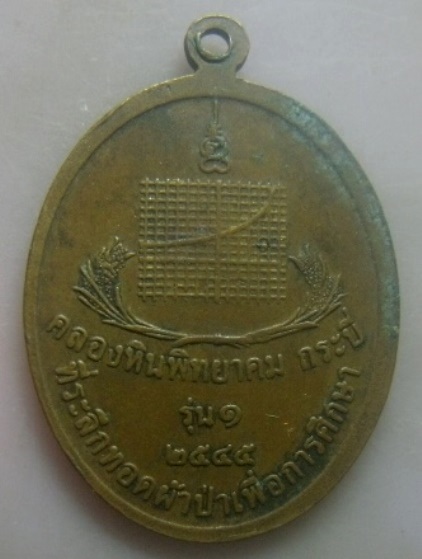 คลองหินพิทยาคม กระบี่
รุ่น ๑
๒๕๔๕
ที่ระลึกทอดผ้าป่าเพื่อการศึกษา